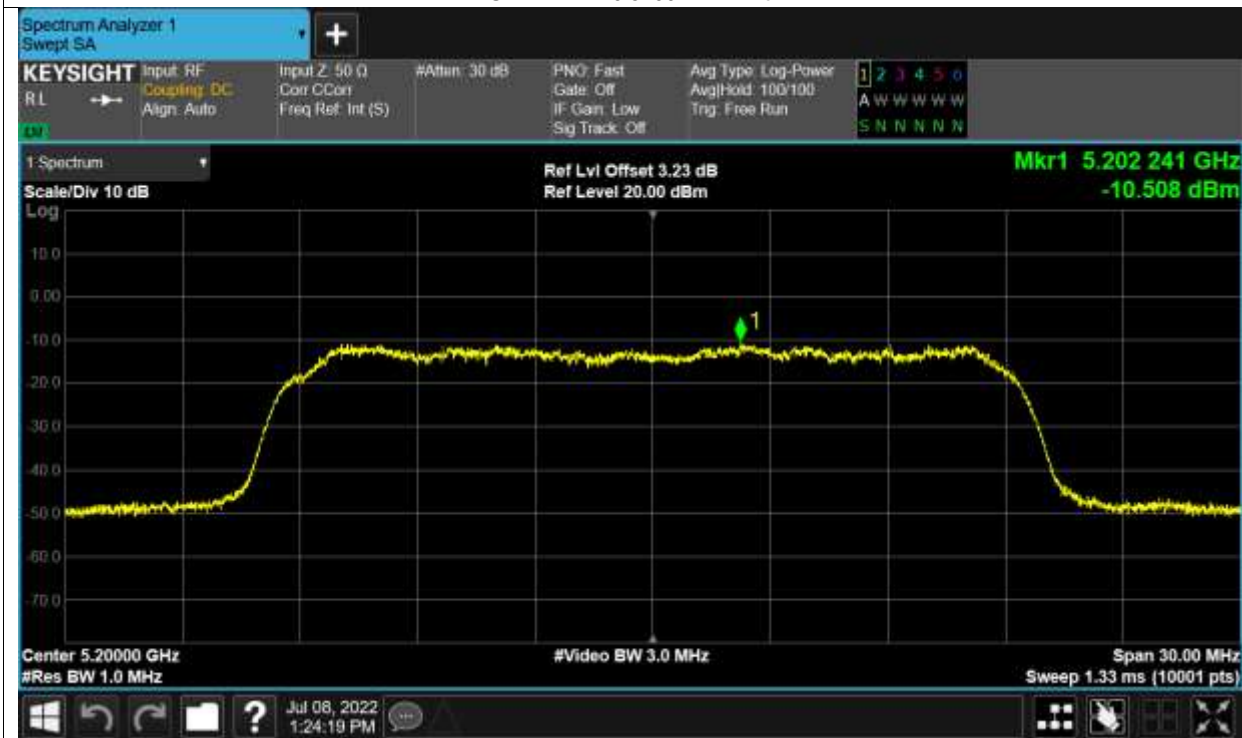 Spectrum Analyzer 1
Swept SA
+
KEYSIGHT
RL
Input: RF
Coupling: DC
Align: Auto
Input Z: 50 Ω
Corr CCorr
Freq Ref: Int (S)
#Atten: 30 dB
PNO: Fast
Gate: Off
IF Gain: Low
Sig Track: Off
Avg Type: Log-Power
Avg|Hold: 100/100
Trig: Free Run
1 2 3 4 5 6
A W W W W W
S N N N N N
1 Spectrum
Scale/Div 10 dB
Ref Lvl Offset 3.23 dB
Ref Level 20.00 dBm
Mkr1 5.202 241 GHz
-10.508 dBm
Log
10.0
0.00
-10.0
-20.0
-30.0
-40.0
-50.0
-60.0
-70.0
1
Center 5.20000 GHz
#Res BW 1.0 MHz
#Video BW 3.0 MHz
Span 30.00 MHz
Sweep 1.33 ms (10001 pts)
?
Jul 08, 2022
1:24:19 PM